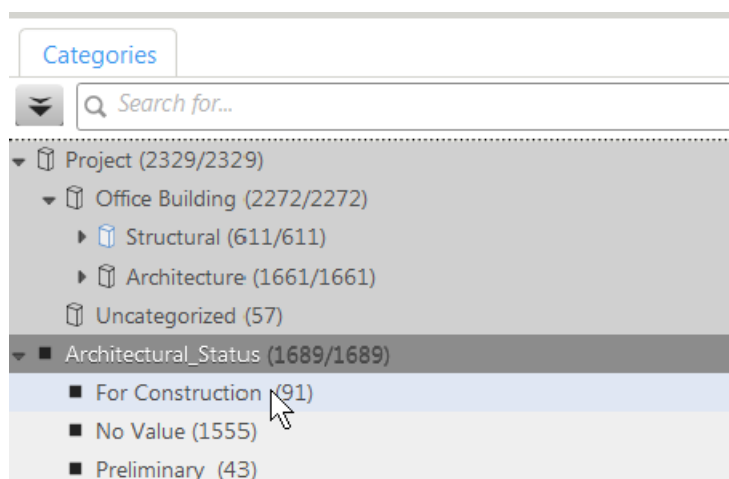 Categories
Search for...
Project (2329/2329)
Office Building (2272/2272)
Structural (611/611)
Architecture (1661/1661)
Uncategorized (57)
Architectural_Status (1689/1689)
For Construction (91)
No Value (1555)
Preliminary (43)